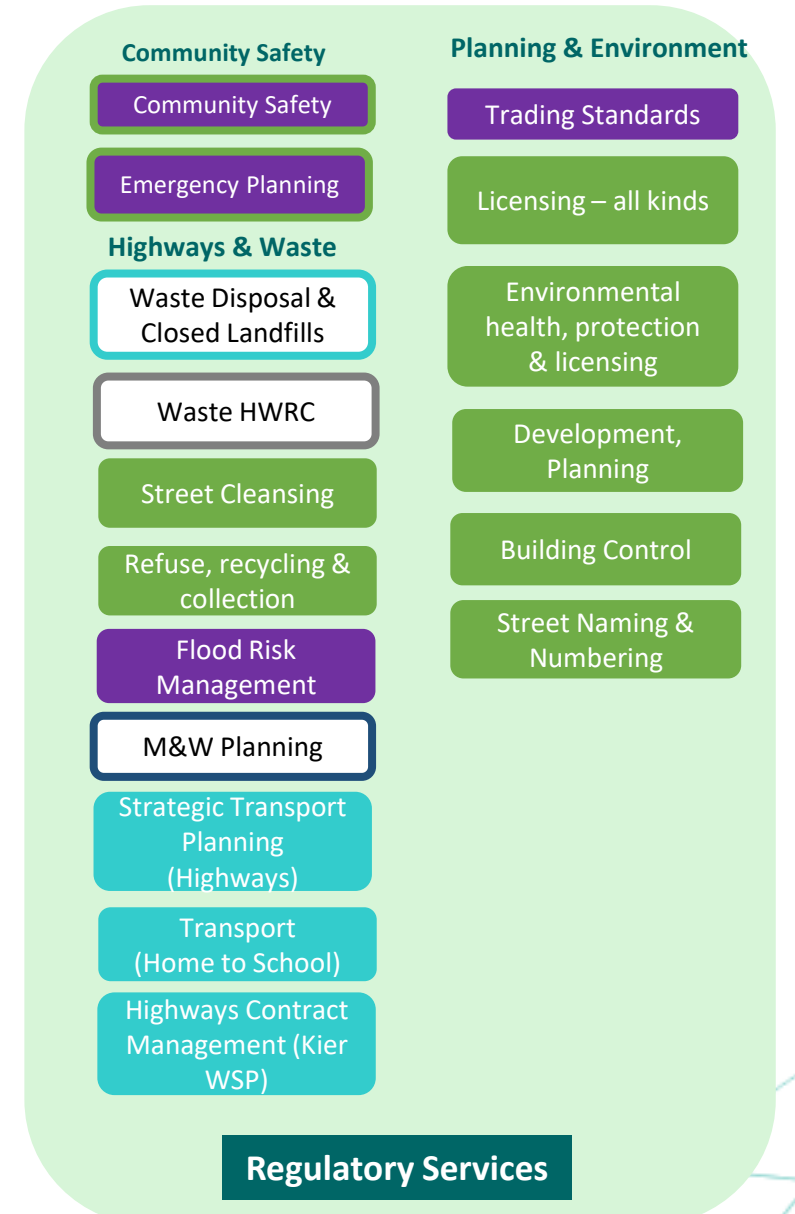 Community Safety
Community Safety
Emergency Planning
Highways & Waste
Waste Disposal &
Closed Landfills
Waste HWRC
Street Cleansing
Refuse, recycling &
collection
Flood Risk
Management
M&W Planning
Strategic Transport
Planning
(Highways)
Transport
(Home to School)
Highways Contract
Management (Kier
WSP)
Planning & Environment
Trading Standards
Licensing – all kinds
Environmental
health, protection
& licensing
Development,
Planning
Building Control
Street Naming &
Numbering
Regulatory Services